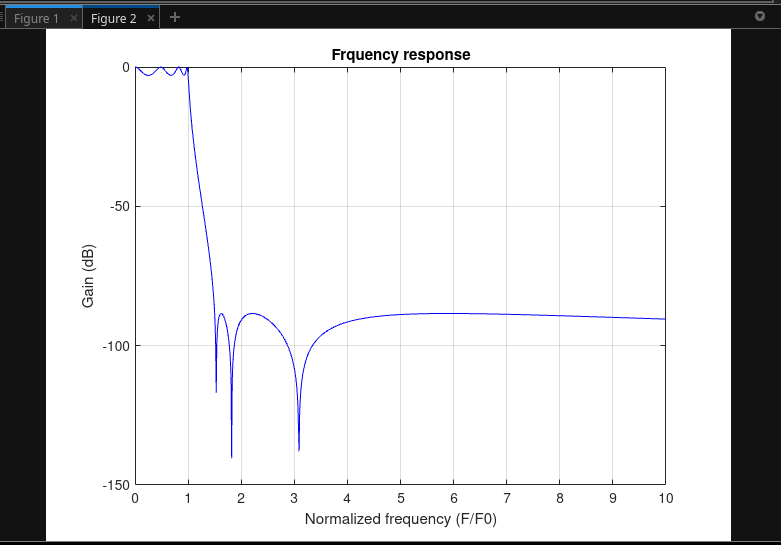 Figure 1 × Figure 2 × +
Frquency response
0
-50
-100
-150
Gain (dB)
0 1 2 3 4 5 6 7 8 9 10
Normalized frequency (F/F0)